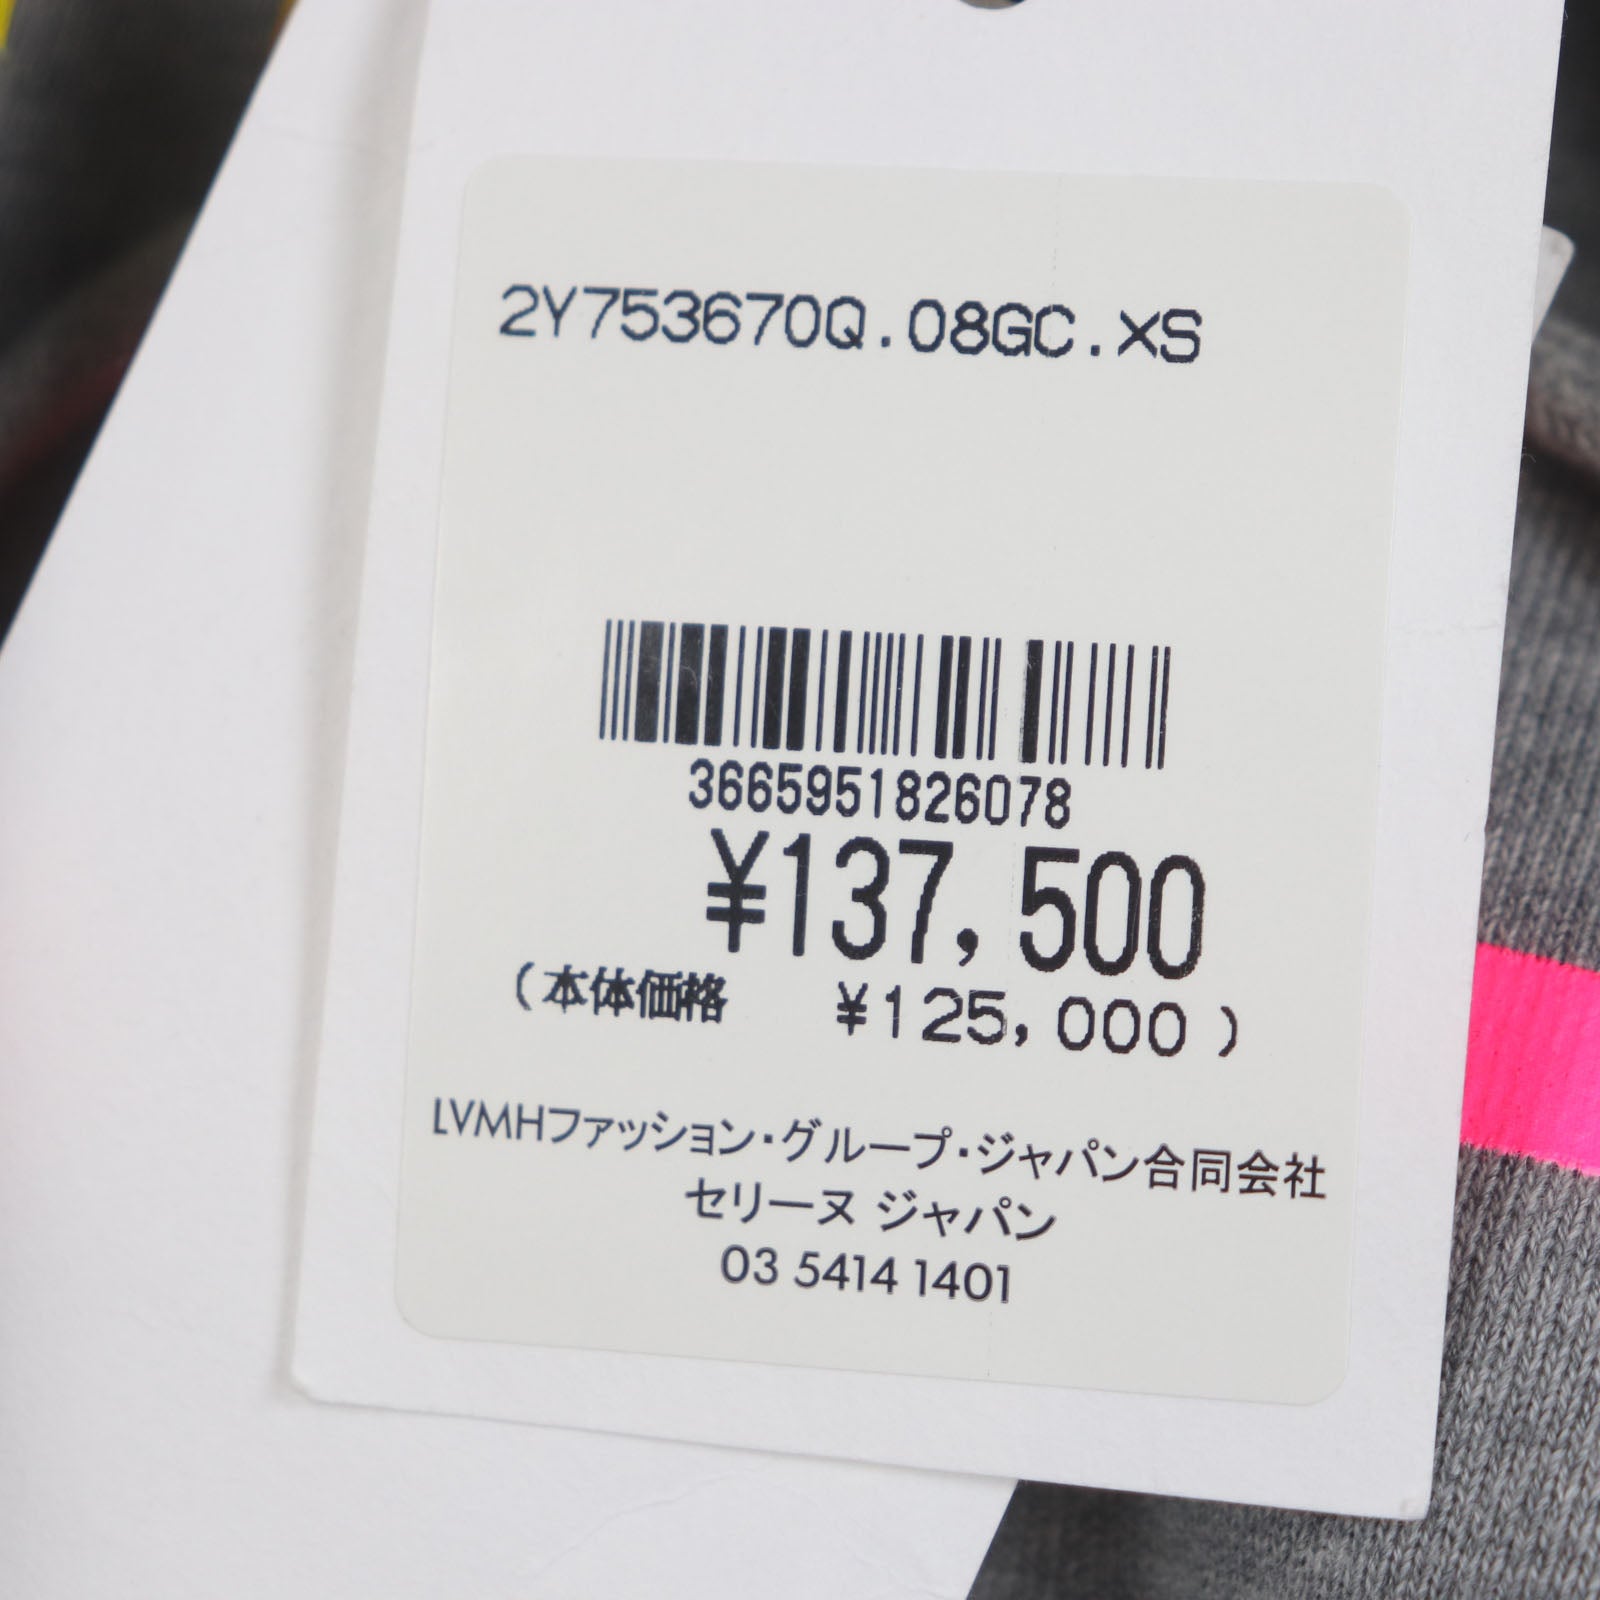 2Y753670Q.08GC.XS
3665951826078
¥137,500
(本体価格 ¥125,000)
LVMHファッション・グループ・ジャパン合同会社
セリーヌ ジャパン
03 5414 1401